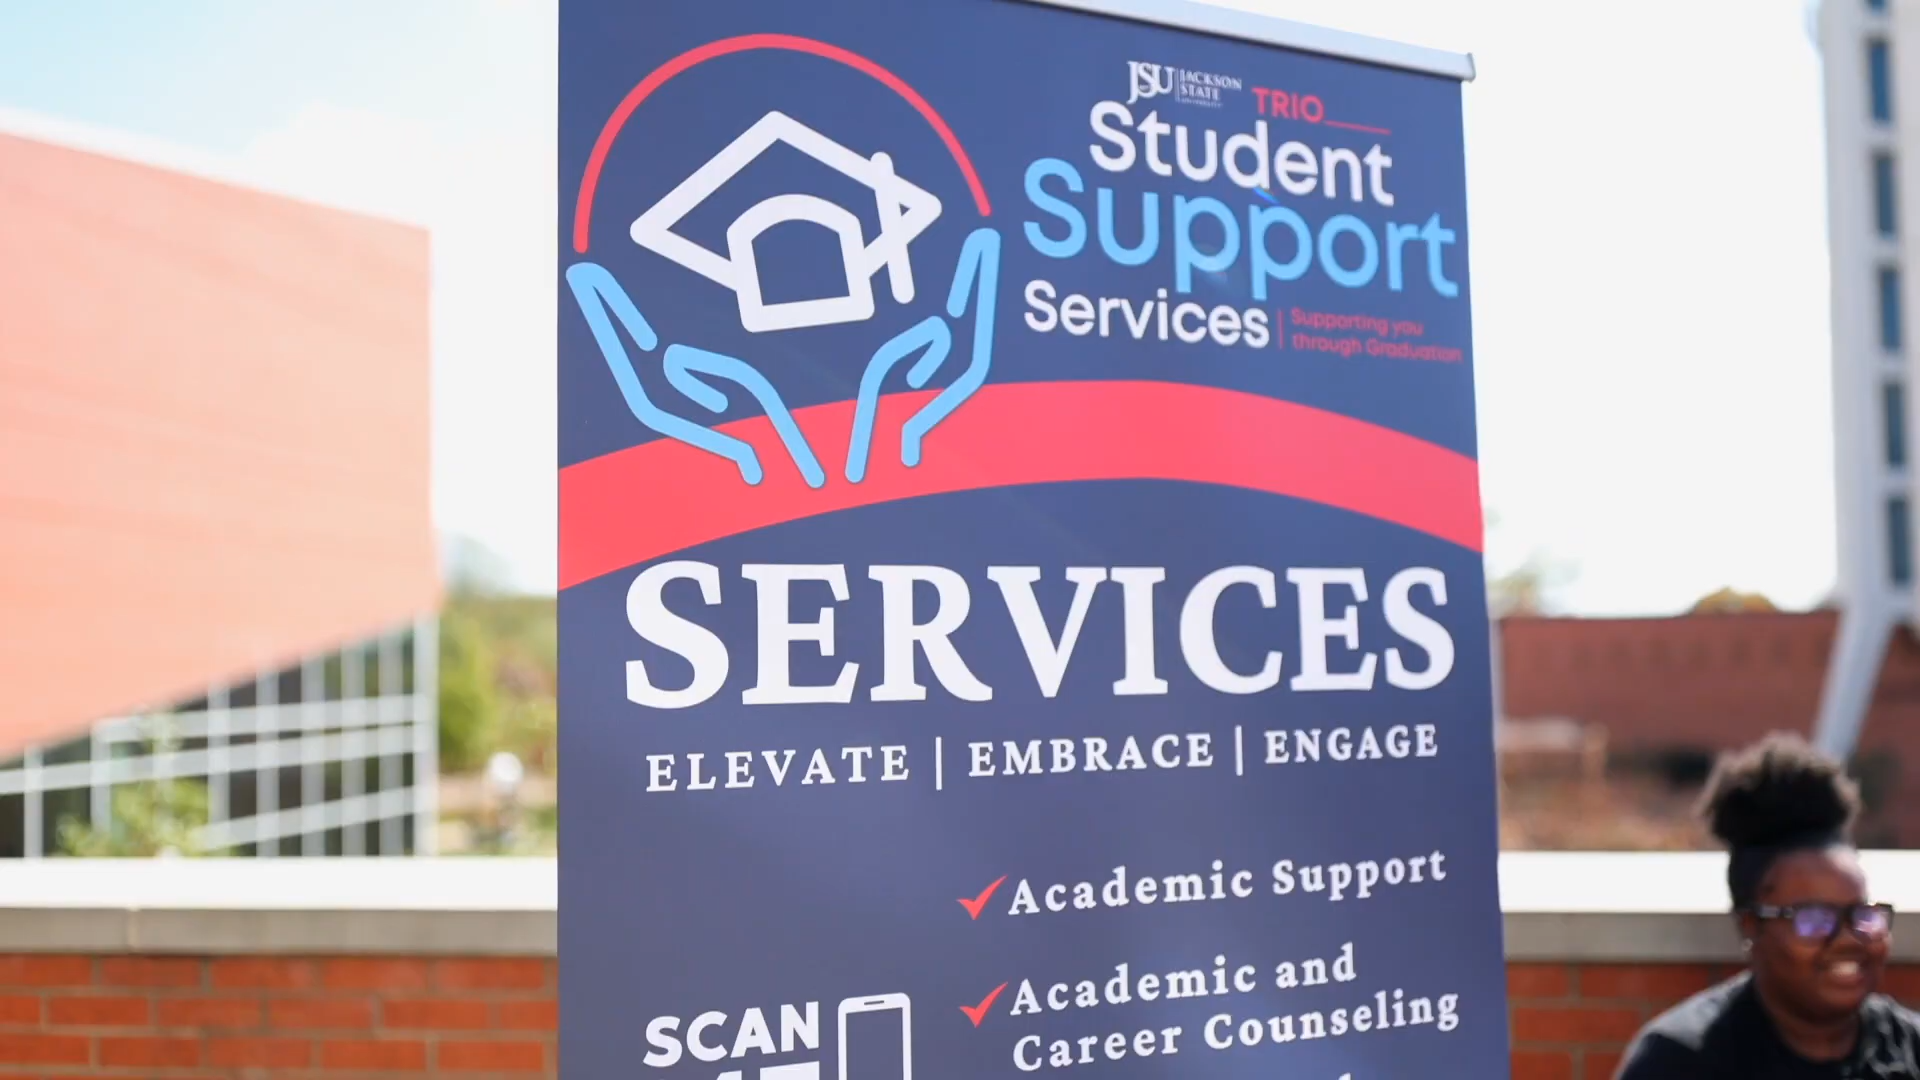 JSU JACKSON
STATE
UNIVERSITY
TRIO
Student
Support
Services
Supporting you
through Graduation
SERVICES
ELEVATE | EMBRACE | ENGAGE
✓ Academic Support
✓ Academic and
Career Counseling
SCAN